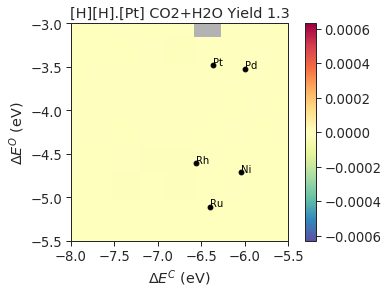 [H][H].[Pt] CO2+H2O Yield 1.3
−3.0
−3.5
−4.0
−4.5
−5.0
−5.5
ΔE^O (eV)
Pt
Pd
Rh
Ni
Ru
−8.0 −7.5 −7.0 −6.5 −6.0 −5.5
ΔE^C (eV)
0.0006
0.0004
0.0002
0.0000
−0.0002
−0.0004
−0.0006